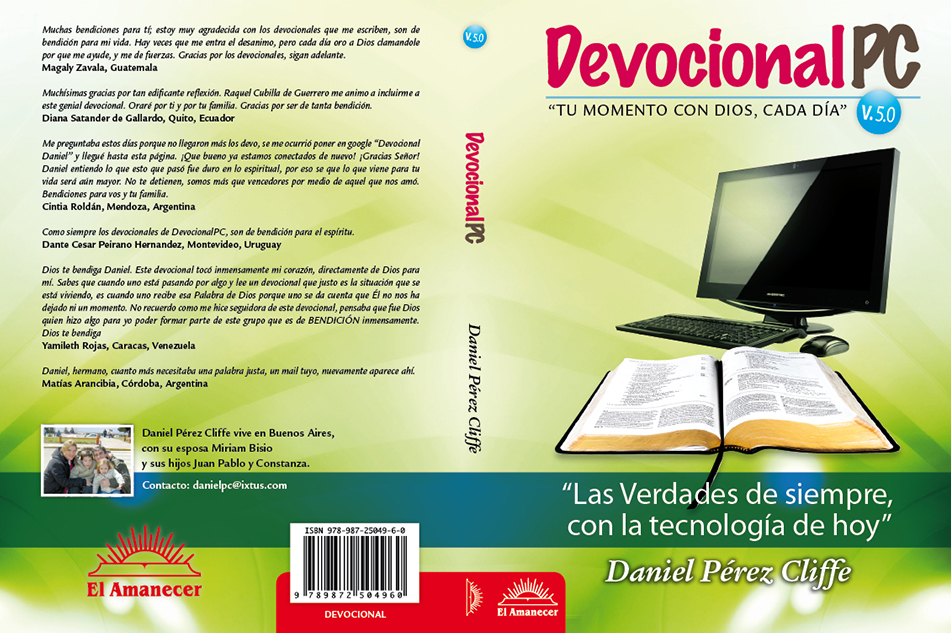 Muchas bendiciones para tí; estoy muy agradecida con los devocionales que me escriben, son de
bendición para mi vida. Hay veces que me entra el desanimo, pero cada día oro a Dios clamandole
por que me ayude, y me de fuerzas. Gracias por los devocionales, sigan adelante.
Magaly Zavala, Guatemala
Muchísimas gracias por tan edificante reflexión. Raquel Cubilla de Guerrero me animo a incluirme a
este genial devocional. Oraré por ti y por tu familia. Gracias por ser de tanta bendición.
Diana Satander de Gallardo, Quito, Ecuador
Me preguntaba estos días porque no llegaron más los devo, se me ocurrió poner en google “Devocional
Daniel” y llegué hasta esta página. ¡Que bueno ya estamos conectados de nuevo! ¡Gracias Señor!
Daniel entiendo lo que esto que pasó fue duro en lo espiritual, por eso se que lo que viene para tu
vida será aún mayor. No te detienen, somos más que vencedores por medio de aquel que nos amó.
Bendiciones para vos y tu familia.
Cintia Roldán, Mendoza, Argentina
Como siempre los devocionales de DevocionalPC, son de bendición para el espíritu.
Dante Cesar Peirano Hernandez, Montevideo, Uruguay
Dios te bendiga Daniel. Este devocional tocó inmensamente mi corazón, directamente de Dios para
mí. Sabes que cuando uno está pasando por algo y lee un devocional que justo es la situación que se
está viviendo, es cuando uno recibe esa Palabra de Dios porque uno se da cuenta que Él no nos ha
dejado ni un momento. No recuerdo como me hice seguidora de este devocional, pensaba que fue Dios
quien hizo algo para yo poder formar parte de este grupo que es de BENDICIÓN inmensamente.
Dios te bendiga
Yamileth Rojas, Caracas, Venezuela
Daniel, hermano, cuanto más necesitaba una palabra justa, un mail tuyo, nuevamente aparece ahí.
Matías Arancibia, Córdoba, Argentina
Daniel Pérez Cliffe vive en Buenos Aires,
con su esposa Miriam Bisio
y sus hijos Juan Pablo y Constanza.
Contacto: danielpc@ixtus.com
El Amanecer
ISBN 978-987-25049-6-0
9 789872 504960
DEVOCIONAL
V. 5.0
DevocionalPC
Daniel Pérez Cliffe
DevocionalPC
“TU MOMENTO CON DIOS, CADA DÍA”
V. 5.0
“Las Verdades de siempre,
con la tecnología de hoy”
Daniel Pérez Cliffe
El Amanecer